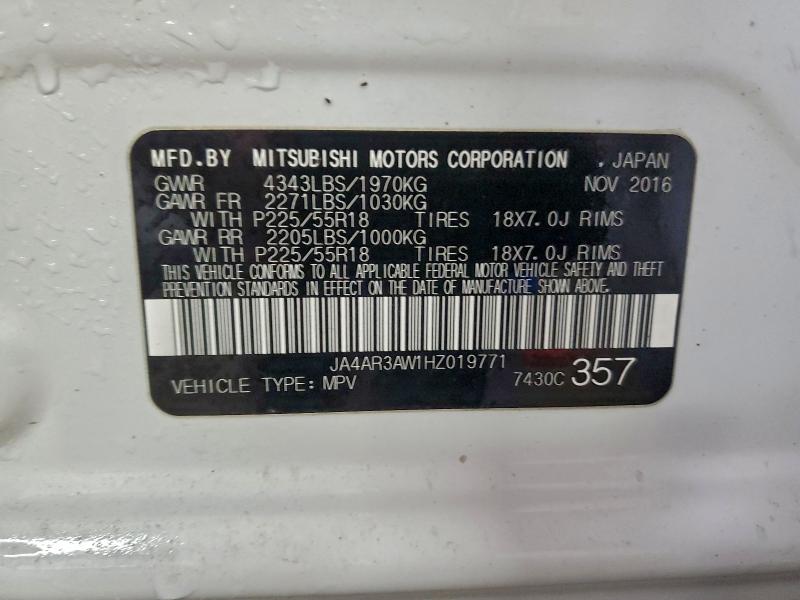 MFD.BY MITSUBISHI MOTORS CORPORATION . JAPAN
GVWR 4343LBS/1970KG NOV 2016
GAWR FR 2271LBS/1030KG
WITH P225/55R18 TIRES 18X7.0J RIMS
GAWR RR 2205LBS/1000KG
WITH P225/55R18 TIRES 18X7.0J RIMS
THIS VEHICLE CONFORMS TO ALL APPLICABLE FEDERAL MOTOR VEHICLE SAFETY AND THEFT
PREVENTION STANDARDS IN EFFECT ON THE DATE OF MANUFACTURE SHOWN ABOVE.
JA4AR3AW1HZ019771
VEHICLE TYPE: MPV 7430C 357